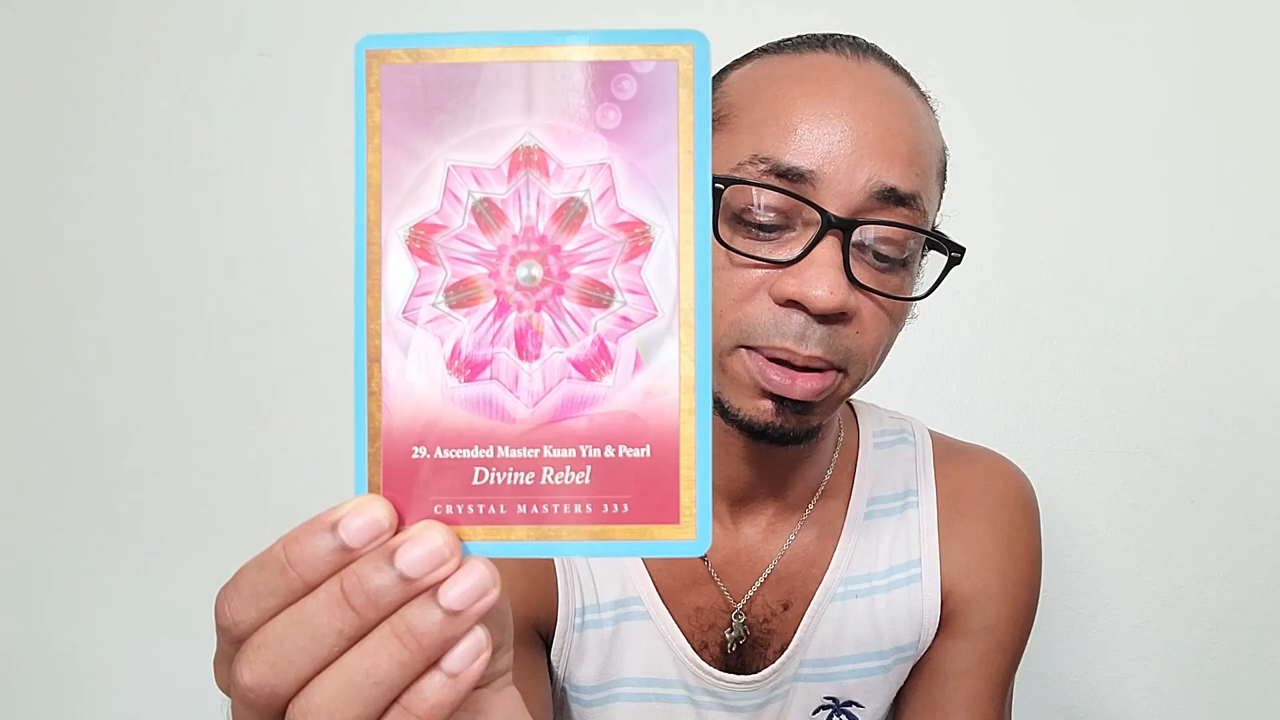 29. Ascended Master Kuan Yin & Pearl
Divine Rebel
CRYSTAL MASTERS 333